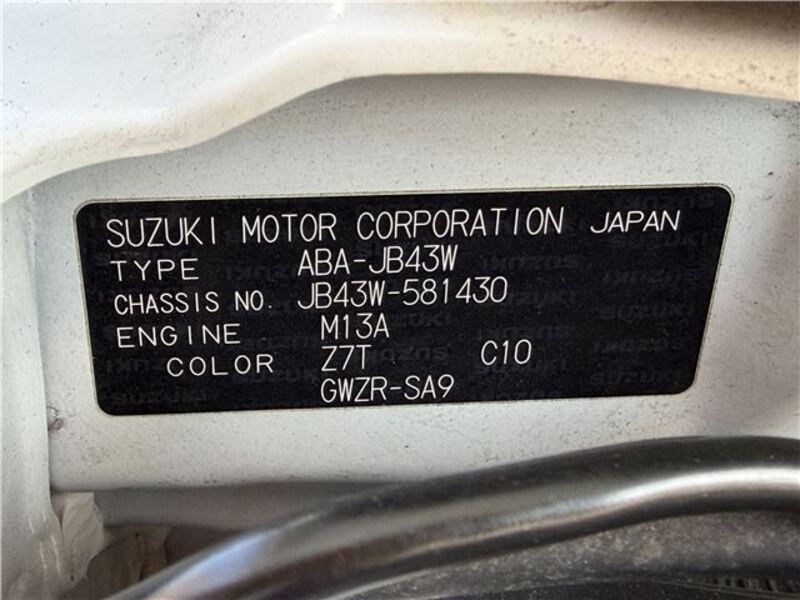 SUZUKI MOTOR CORPORATION JAPAN
TYPE ABA-JB43W
CHASSIS NO. JB43W-581430
ENGINE M13A
COLOR Z7T C10
GWZR-SA9